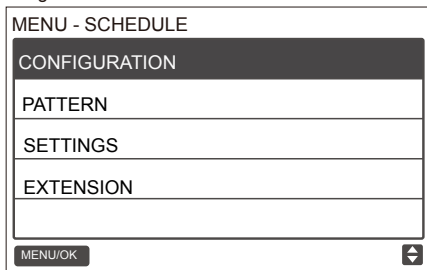 MENU - SCHEDULE
CONFIGURATION
PATTERN
SETTINGS
EXTENSION
MENU/OK